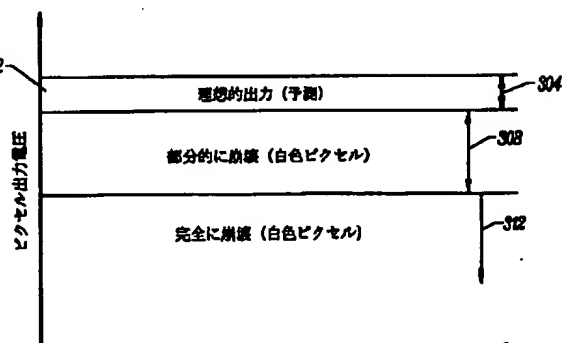 2
理想的出力(予測)
304
部分的に崩壊(白色ピクセル)
308
完全に崩壊(白色ピクセル)
312
ピクセル出力電圧